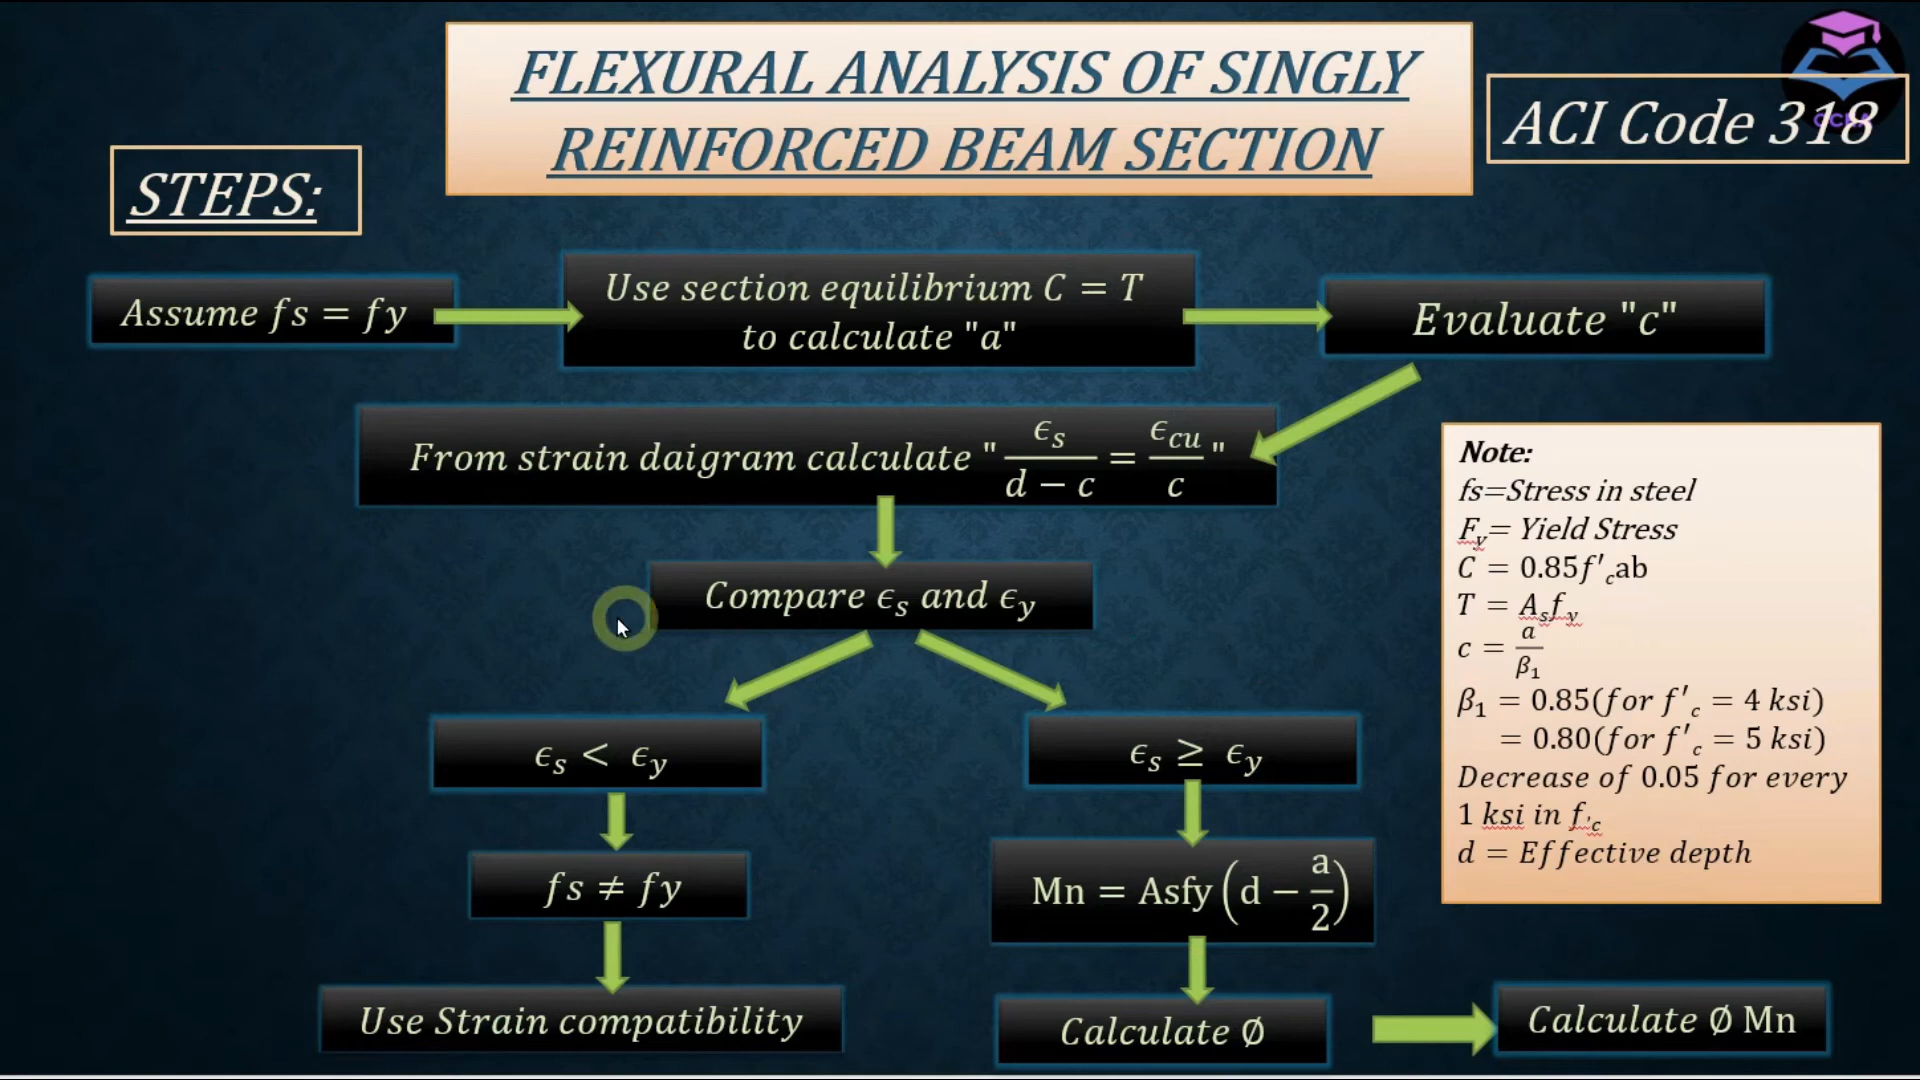 FLEXURAL ANALYSIS OF SINGLY
REINFORCED BEAM SECTION
ACI Code 318
STEPS:
Assume fs = fy
Use section equilibrium C = T
to calculate "a"
Evaluate "c"
From strain daigram calculate " ϵs/(d − c) = ϵcu/c "
Compare ϵs and ϵy
ϵs < ϵy
ϵs ≥ ϵy
fs ≠ fy
Mn = Asfy (d − a/2)
Use Strain compatibility
Calculate ∅
Calculate ∅ Mn
Note:
fs=Stress in steel
Fy= Yield Stress
C = 0.85f′cab
T = Asfy
c = a/β1
β1 = 0.85(for f′c = 4 ksi)
= 0.80(for f′c = 5 ksi)
Decrease of 0.05 for every
1 ksi in f′c
d = Effective depth